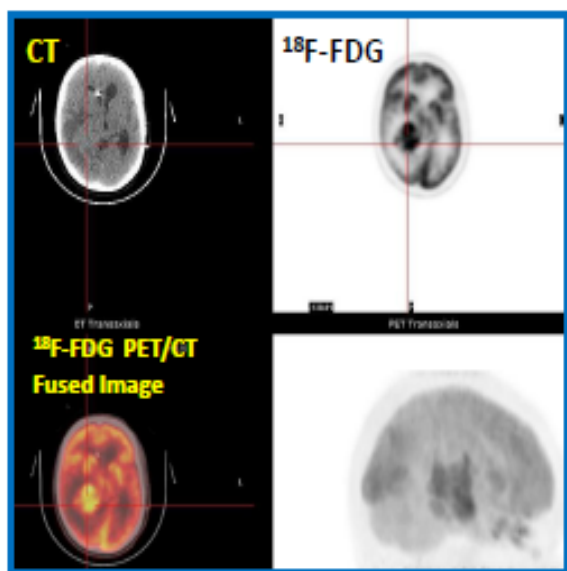 CT
¹⁸F-FDG
L
P
CT Transaxials
PET Transaxials
¹⁸F-FDG PET/CT
Fused Image
L